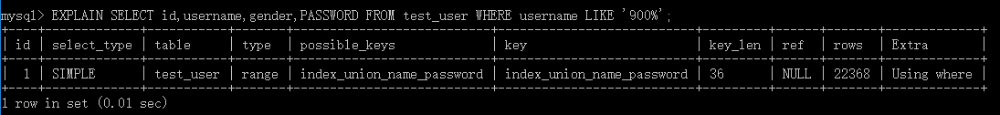 mysql> EXPLAIN SELECT id,username,gender,PASSWORD FROM test_user WHERE username LIKE '900%';
+----+-------------+-----------+-------+---------------------------+---------------------------+---------+------+-------+-------------+
| id | select_type | table | type | possible_keys | key | key_len | ref | rows | Extra |
+----+-------------+-----------+-------+---------------------------+---------------------------+---------+------+-------+-------------+
| 1 | SIMPLE | test_user | range | index_union_name_password | index_union_name_password | 36 | NULL | 22368 | Using where |
+----+-------------+-----------+-------+---------------------------+---------------------------+---------+------+-------+-------------+
1 row in set (0.01 sec)